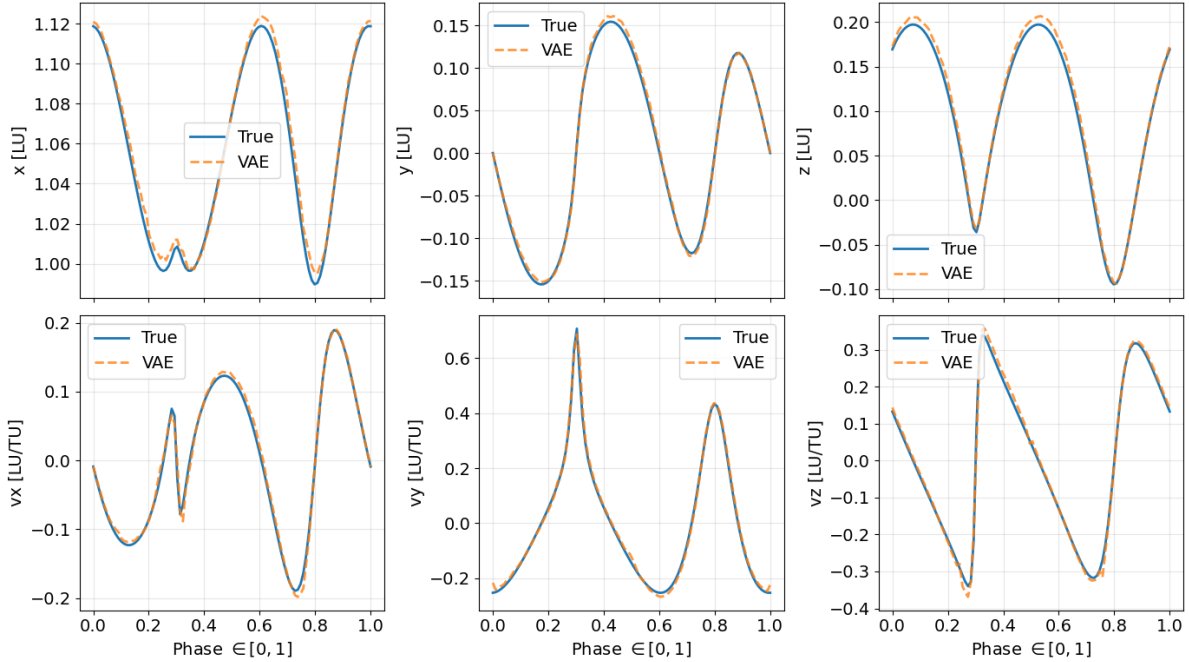 x [LU]
1.12
1.10
1.08
1.06
1.04
1.02
1.00
True
VAE
y [LU]
0.15
0.10
0.05
0.00
−0.05
−0.10
−0.15
True
VAE
z [LU]
0.20
0.15
0.10
0.05
0.00
−0.05
−0.10
True
VAE
vx [LU/TU]
0.2
0.1
0.0
−0.1
−0.2
True
VAE
0.0 0.2 0.4 0.6 0.8 1.0
Phase ∈[0, 1]
vy [LU/TU]
0.6
0.4
0.2
0.0
−0.2
True
VAE
0.0 0.2 0.4 0.6 0.8 1.0
Phase ∈[0, 1]
vz [LU/TU]
0.3
0.2
0.1
0.0
−0.1
−0.2
−0.3
−0.4
True
VAE
0.0 0.2 0.4 0.6 0.8 1.0
Phase ∈[0, 1]